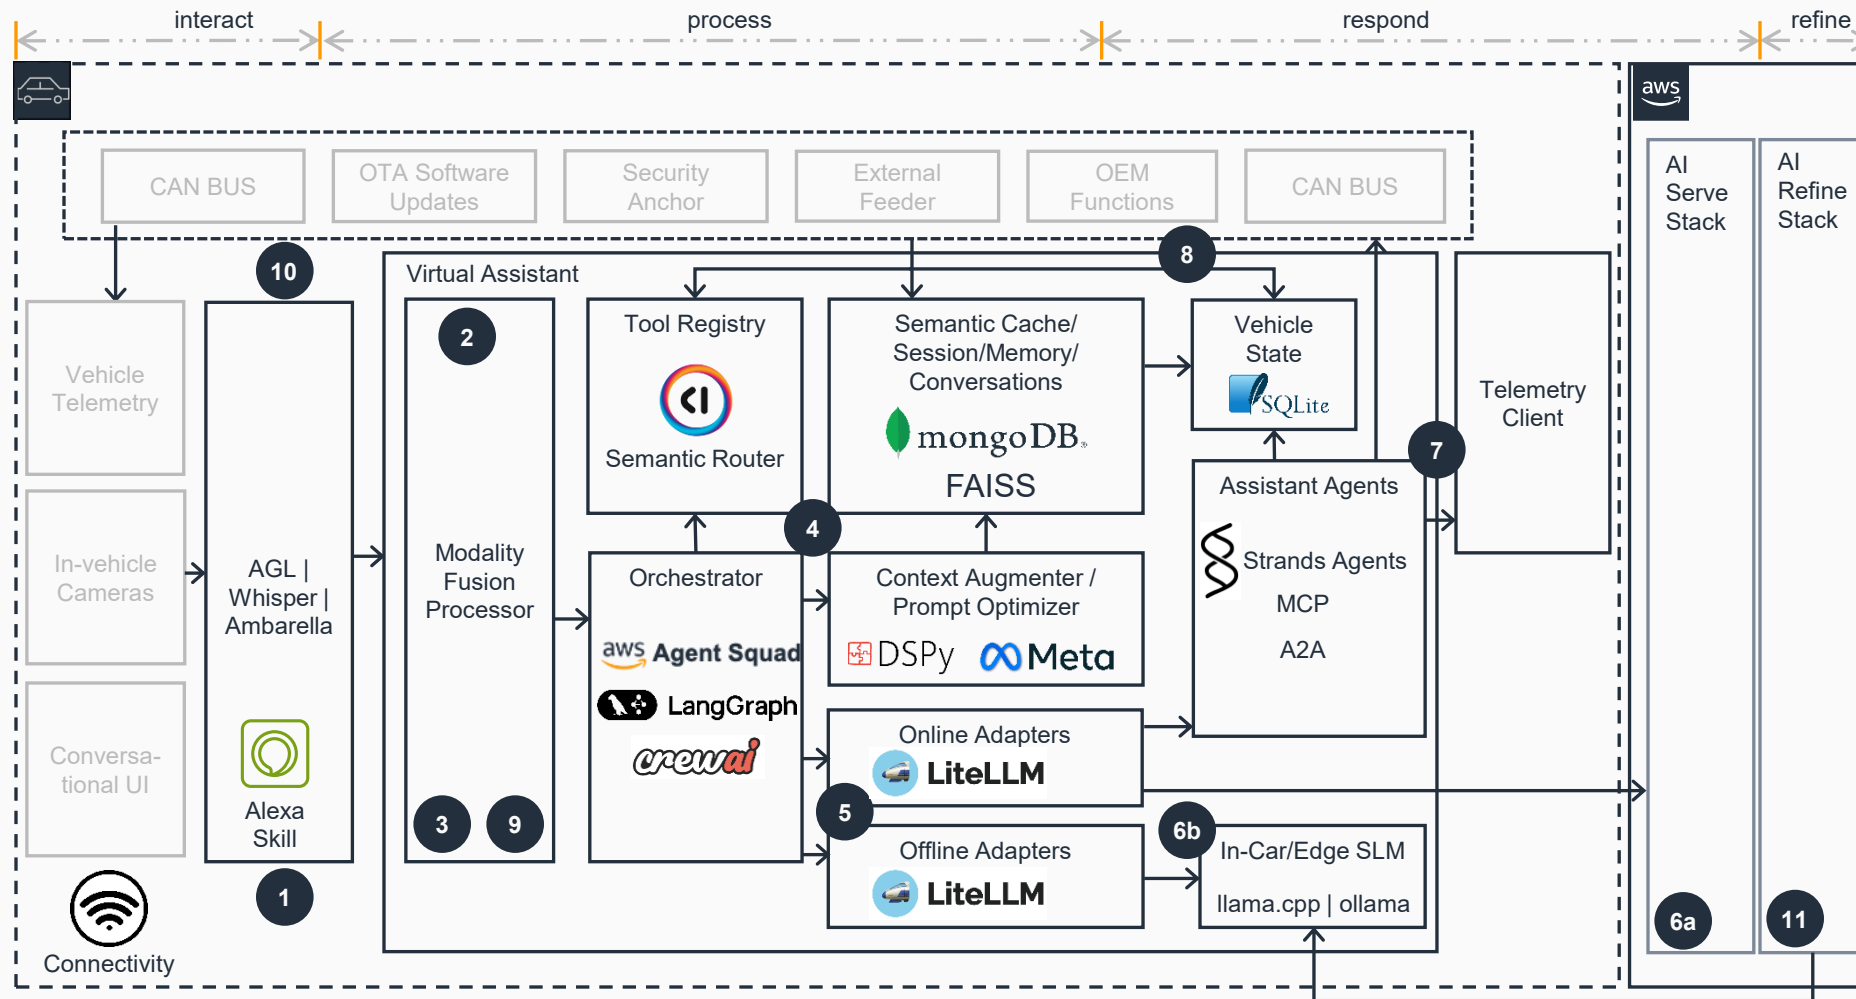 interact
process
respond
refine
aws
CAN BUS
OTA Software
Updates
Security
Anchor
External
Feeder
OEM
Functions
CAN BUS
AI
Serve
Stack
AI
Refine
Stack
10
8
Virtual Assistant
2
Tool Registry
Semantic Router
Semantic Cache/
Session/Memory/
Conversations
mongoDB®
FAISS
Vehicle
State
SQLite
Telemetry
Client
Vehicle
Telemetry
In-vehicle
Cameras
Conversa-
tional UI
Connectivity
AGL |
Whisper |
Ambarella
Alexa
Skill
1
Modality
Fusion
Processor
3
9
4
7
Orchestrator
aws Agent Squad
LangGraph
crewai
Context Augmenter /
Prompt Optimizer
DSPy
Meta
Assistant Agents
Strands Agents
MCP
A2A
Online Adapters
LiteLLM
5
Offline Adapters
LiteLLM
6b
In-Car/Edge SLM
llama.cpp | ollama
6a
11